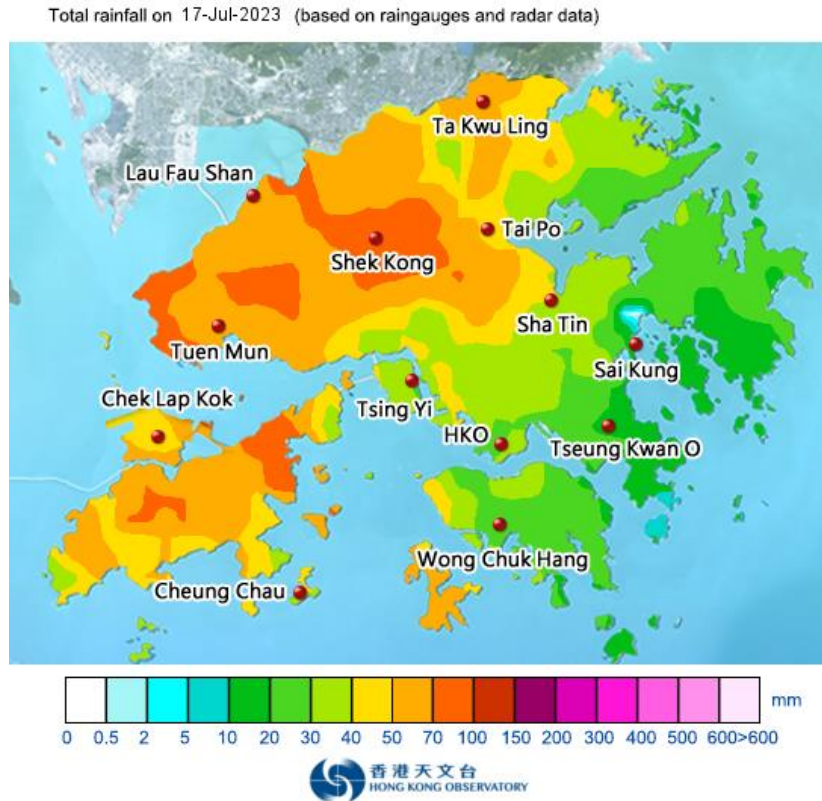 Total rainfall on 17-Jul-2023 (based on raingauges and radar data)
Ta Kwu Ling
Lau Fau Shan
Tai Po
Shek Kong
Sha Tin
Tuen Mun
Sai Kung
Chek Lap Kok
Tsing Yi
HKO
Tseung Kwan O
Wong Chuk Hang
Cheung Chau
mm
0 0.5 2 5 10 20 30 40 50 70 100 150 200 300 400 500 600>600
香港天文台
HONG KONG OBSERVATORY